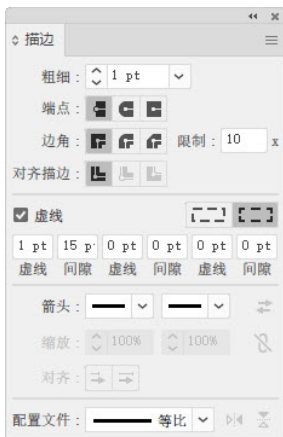 描边
粗细: 1 pt
端点:
边角: 限制: 10 x
对齐描边:
虚线
1 pt 15 p 0 pt 0 pt 0 pt 0 pt
虚线 间隙 虚线 间隙 虚线 间隙
箭头:
缩放: 100% 100%
对齐:
配置文件: 等比